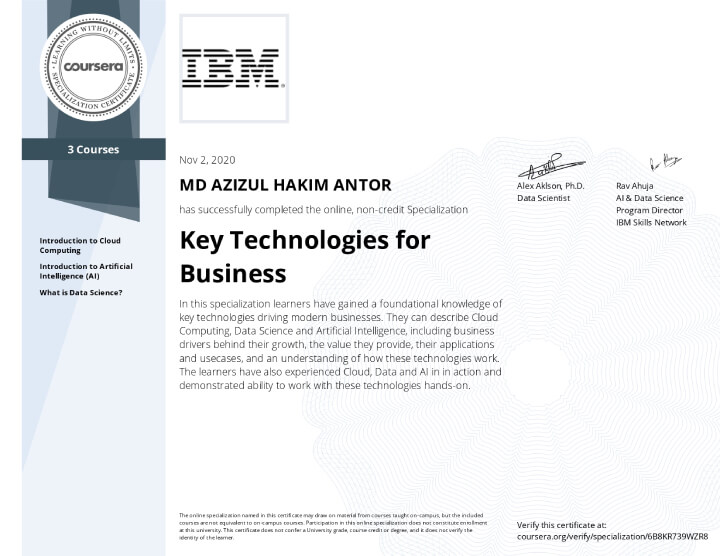 LEARNING WITHOUT LIMITS
coursera
SPECIALIZATION CERTIFICATE
3 Courses
Introduction to Cloud
Computing
Introduction to Artificial
Intelligence (AI)
What is Data Science?
IBM
Nov 2, 2020
MD AZIZUL HAKIM ANTOR
has successfully completed the online, non-credit Specialization
Key Technologies for
Business
In this specialization learners have gained a foundational knowledge of
key technologies driving modern businesses. They can describe Cloud
Computing, Data Science and Artificial Intelligence, including business
drivers behind their growth, the value they provide, their applications
and usecases, and an understanding of how these technologies work.
The learners have also experienced Cloud, Data and AI in in action and
demonstrated ability to work with these technologies hands-on.
Alex Aklson, Ph.D.
Data Scientist
Rav Ahuja
AI & Data Science
Program Director
IBM Skills Network
The online specialization named in this certificate may draw on material from courses taught on-campus, but the included
courses are not equivalent to on-campus courses. Participation in this online specialization does not constitute enrollment
at this university. This certificate does not confer a University grade, course credit or degree, and it does not verify the
identity of the learner.
Verify this certificate at:
coursera.org/verify/specialization/6B8KR739WZR8